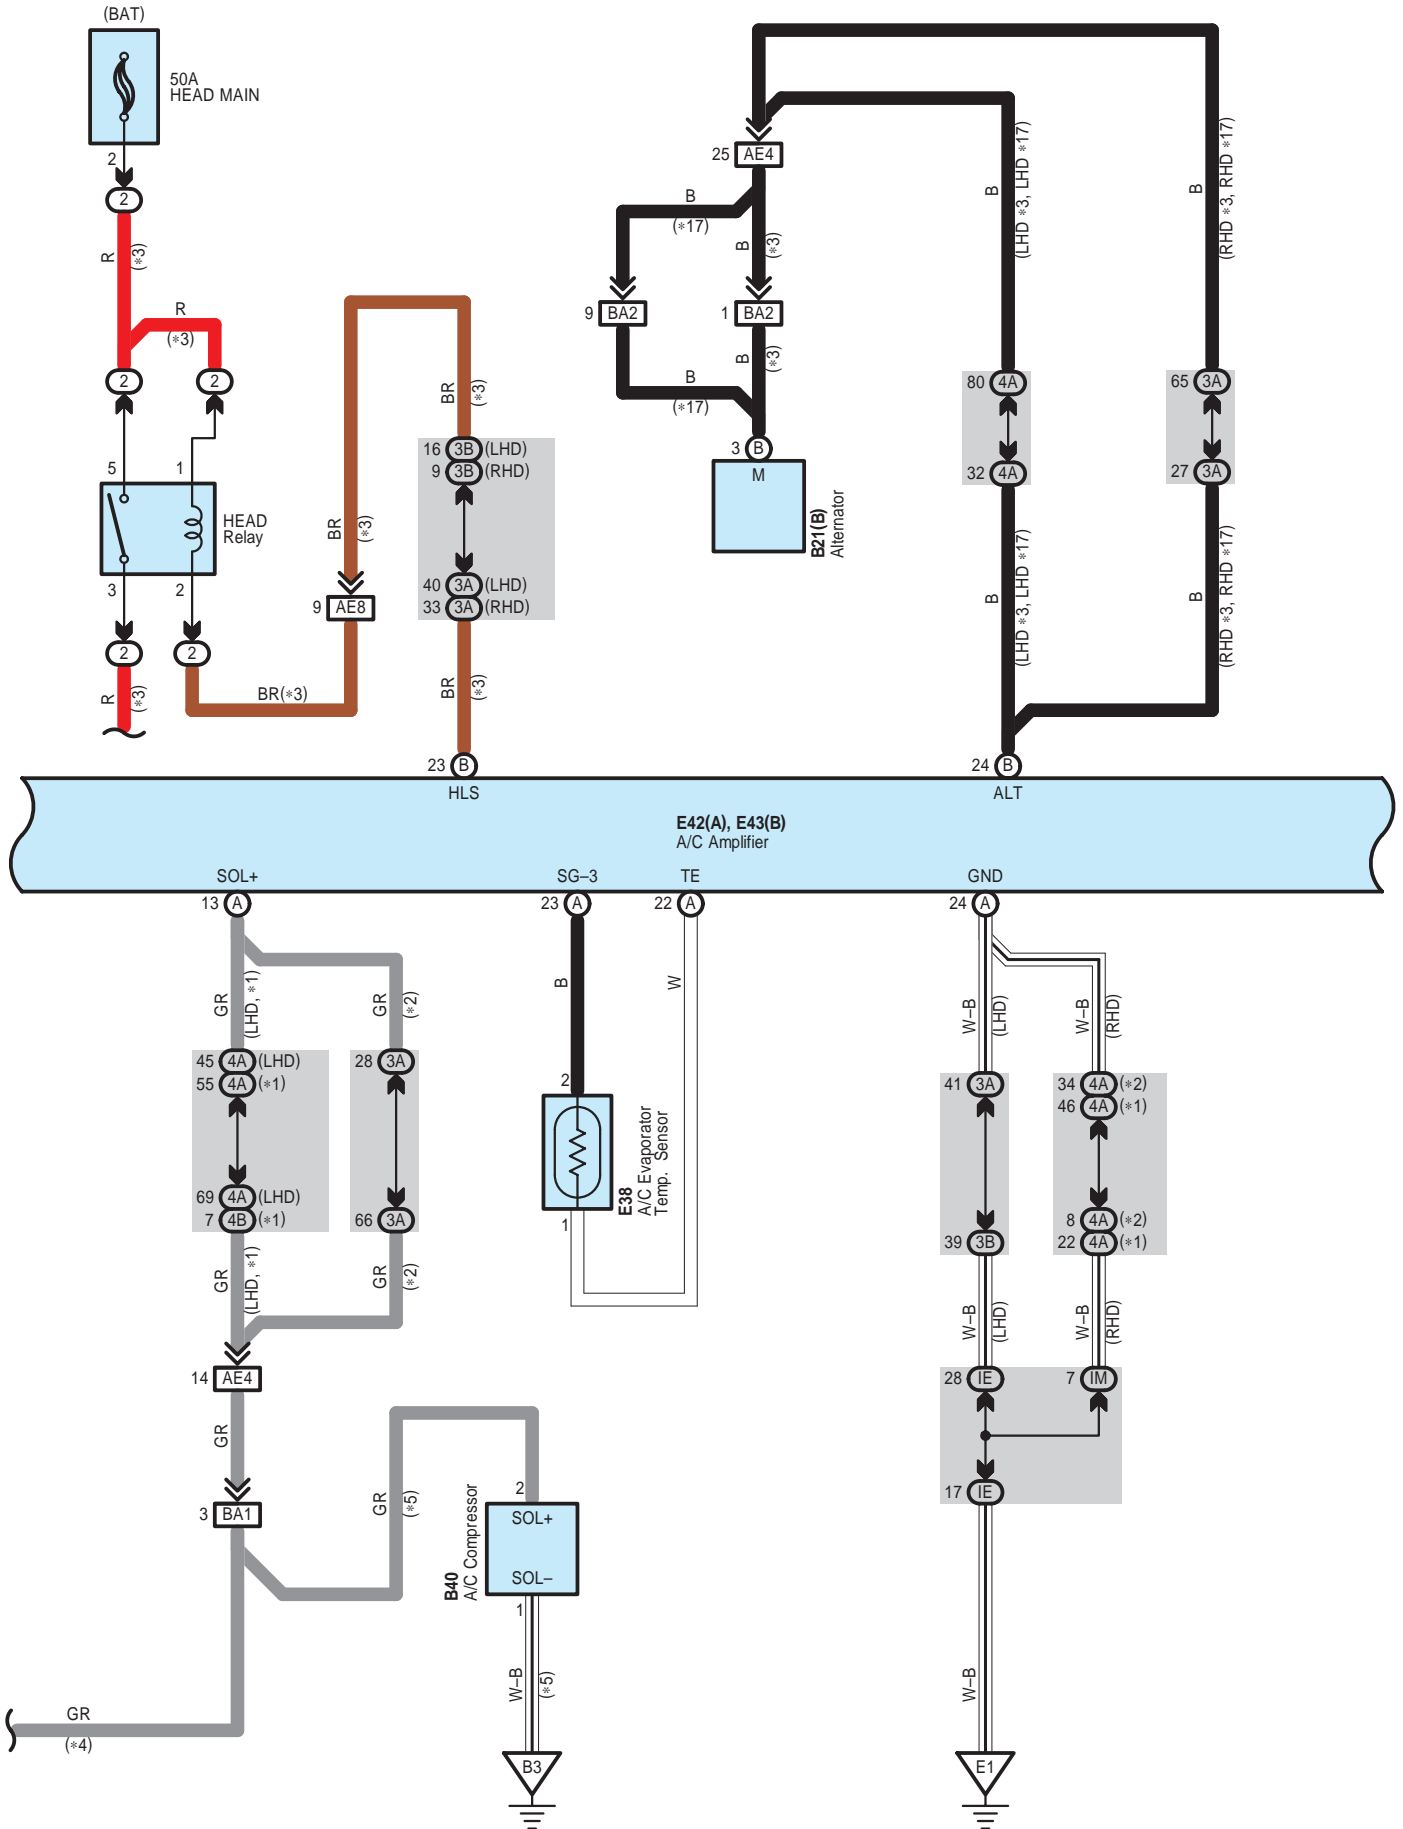 (BAT)
50A
HEAD MAIN
2
2
R
(*3)
R
(*3)
2
2
5
1
HEAD
Relay
3
2
2
2
R
(*3)
BR(*3)
BR
(*3)
9
AE8
BR
(*3)
16 3B (LHD)
9 3B (RHD)
40 3A (LHD)
33 3A (RHD)
BR
(*3)
23 B
25 AE4
B
(*17)
B
(*3)
9 BA2
1 BA2
B
(*3)
B
(*17)
3 B
M
B21(B)
Alternator
B
(LHD *3, LHD *17)
B
(RHD *3, RHD *17)
80 4A
32 4A
65 3A
27 3A
B
(LHD *3, LHD *17)
B
(RHD *3, RHD *17)
24 B
HLS
ALT
E42(A), E43(B)
A/C Amplifier
SOL+
SG–3
TE
GND
13 A
23 A
22 A
24 A
GR
(LHD, *1)
GR
(*2)
45 4A (LHD)
55 4A (*1)
28 3A
69 4A (LHD)
7 4B (*1)
66 3A
GR
(LHD, *1)
GR
(*2)
14 AE4
GR
3 BA1
GR
(*4)
GR
(*5)
2
SOL+
SOL–
B40
A/C Compressor
1
W–B
(*5)
B3
B
W
2
1
E38
A/C Evaporator
Temp. Sensor
W–B
(LHD)
W–B
(RHD)
41 3A
34 4A (*2)
46 4A (*1)
39 3B
8 4A (*2)
22 4A (*1)
W–B
(LHD)
W–B
(RHD)
28 IE
7 IM
17 IE
W–B
E1